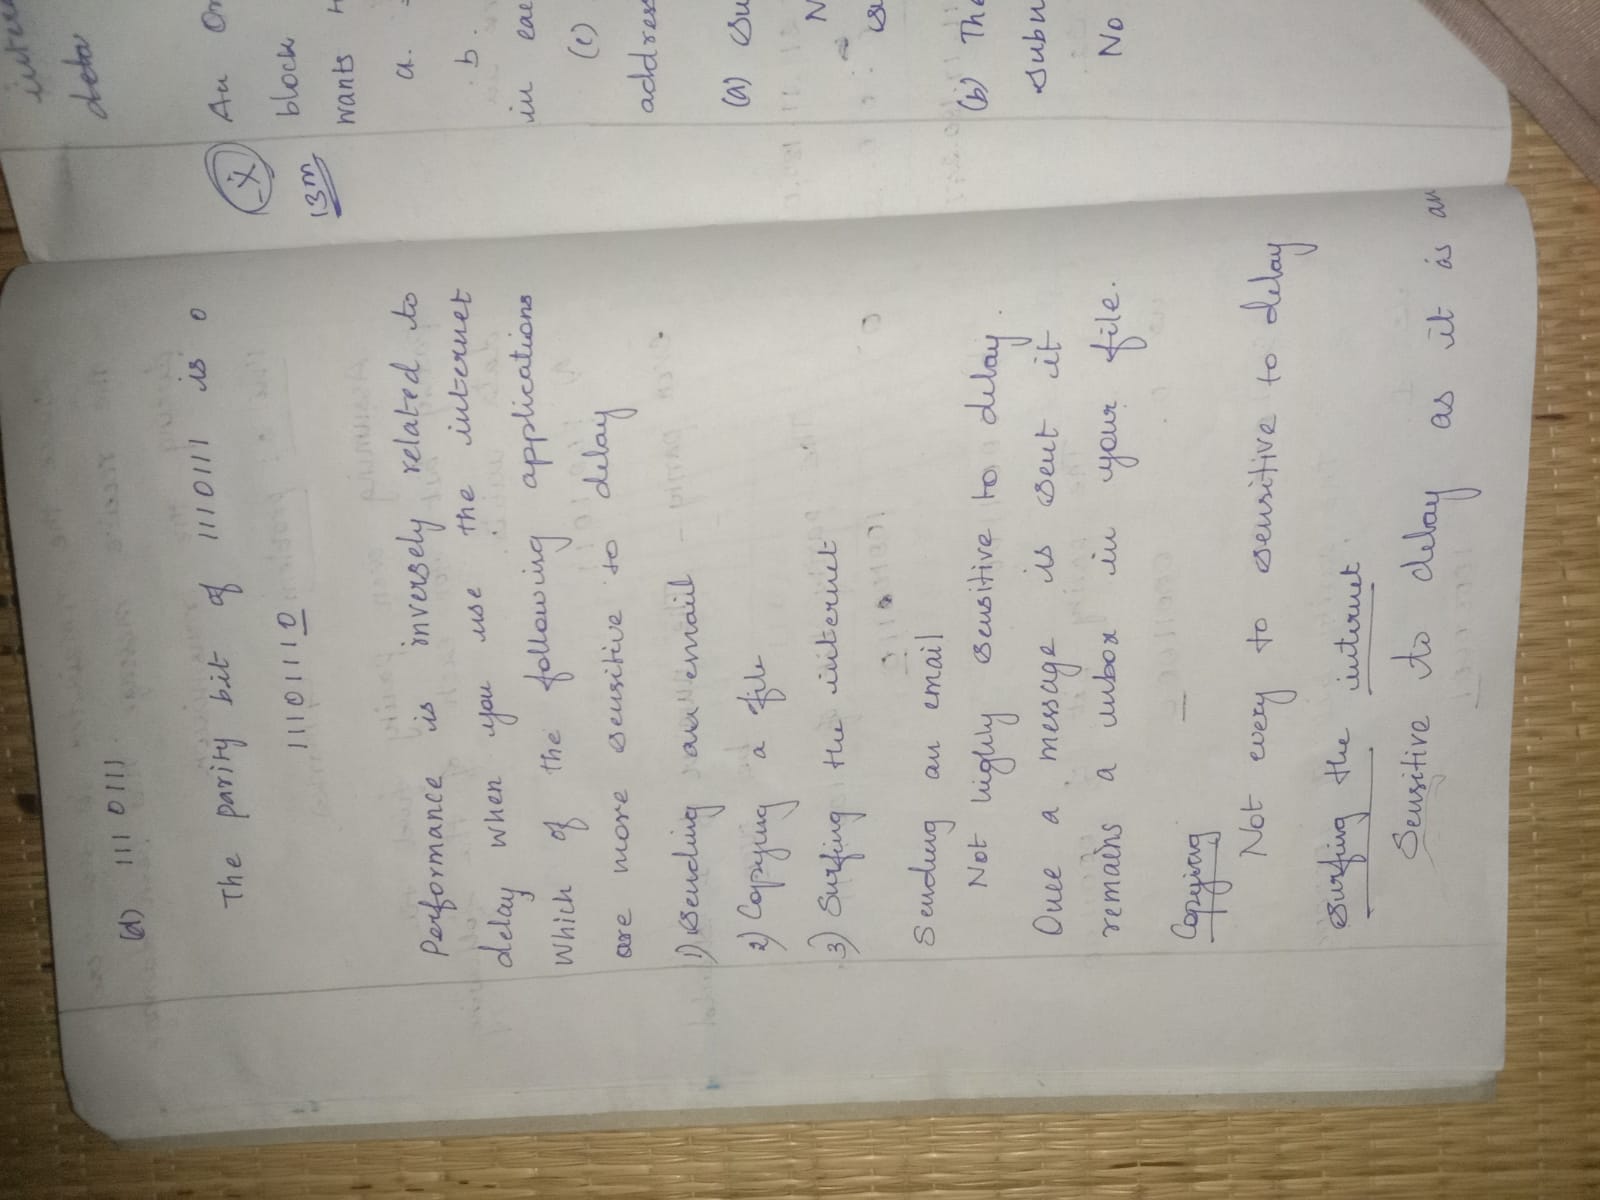 (d) 1110111.
The parity bit of 1110111 is 0
11101110
Performance is inversely related to
delay when you use the internet
Which of the following applications
are more sensitive to delay
1) Sending an email
2) Copying a file
3) Surfing the internet
Sending an email
Not highly sensitive to delay.
Once a message is sent it
remains a inbox in your file.
Copying
Not every to sensitive to delay
Surfing the internet.
Sensitive to delay as it is an
inter
deta
X
13m
An Or
block
wants
a.
b.
in eac
(c)
address
(a) Su
N
su
(b) The
subn
No